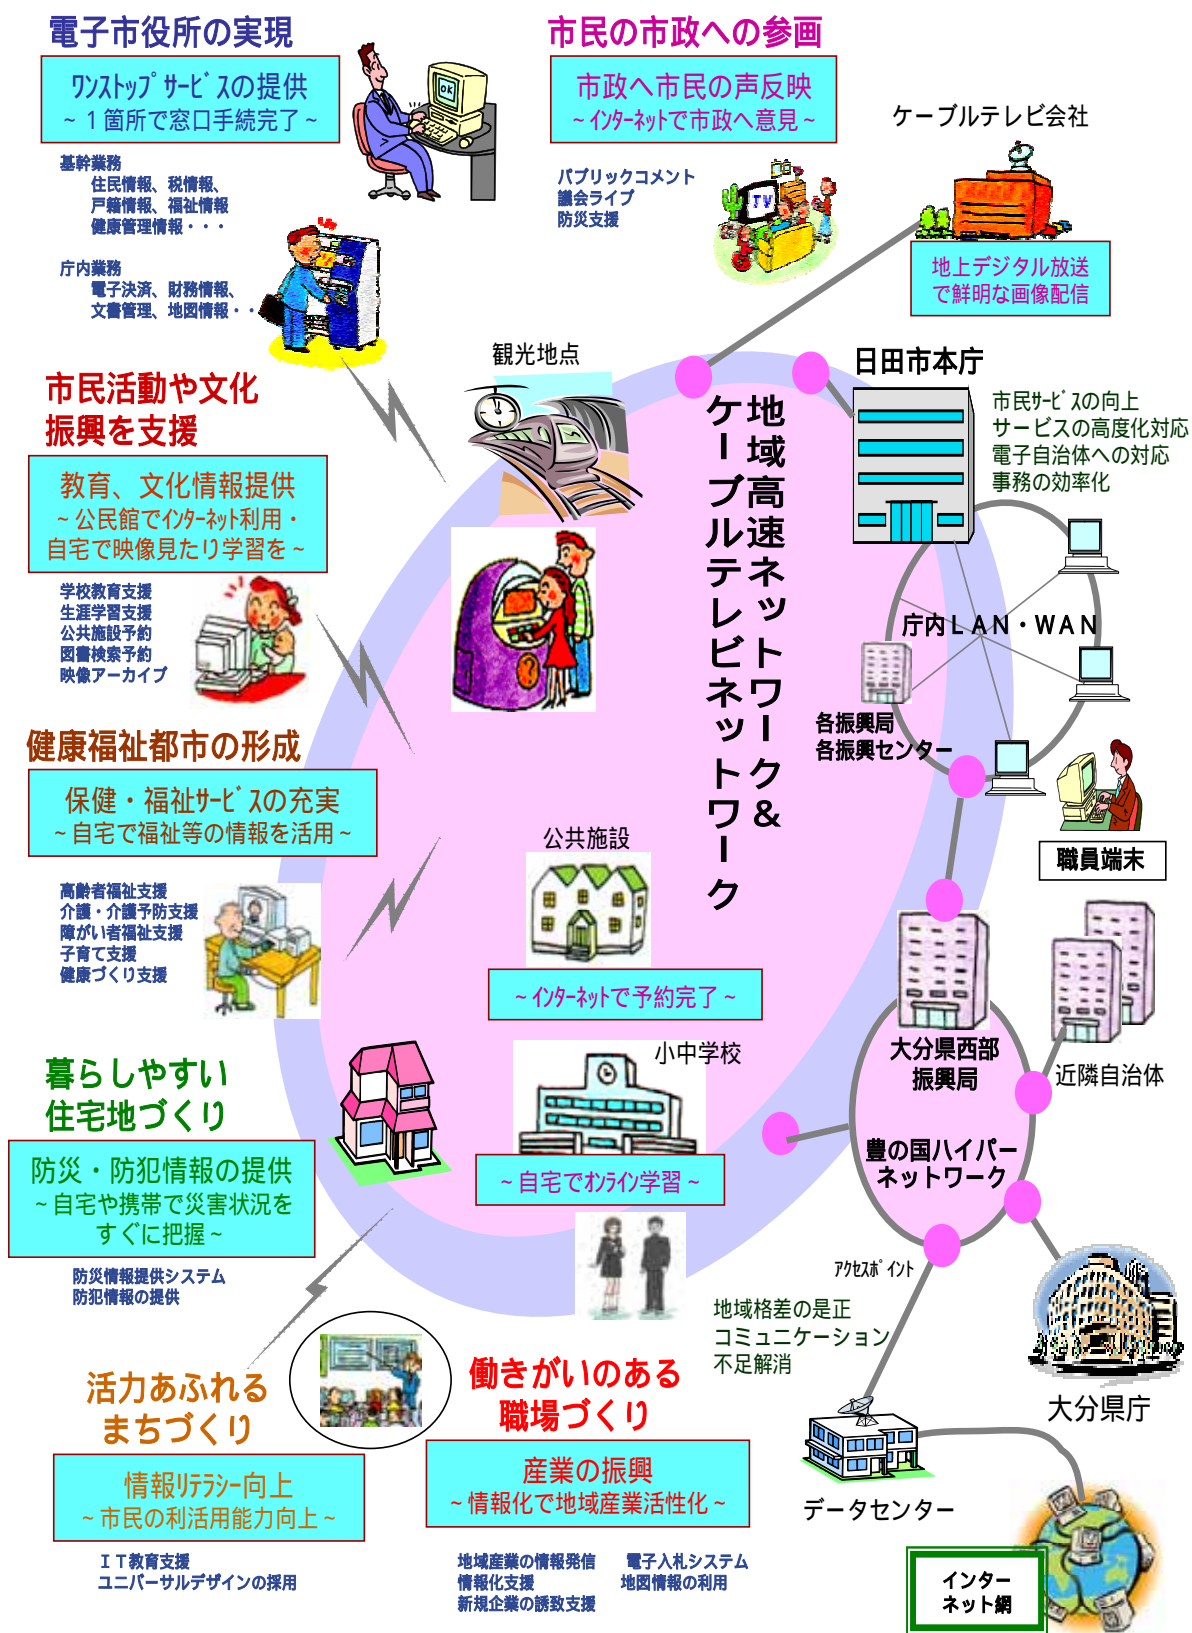 電子市役所の実現
ﾜﾝｽﾄｯﾌﾟｻｰﾋﾞｽの提供
~１箇所で窓口手続完了~
基幹業務
住民情報、税情報、
戸籍情報、福祉情報
健康管理情報・・・
庁内業務
電子決済、財務情報、
文書管理、地図情報・・
市民の市政への参画
市政へ市民の声反映
~ｲﾝﾀｰﾈｯﾄで市政へ意見~
パブリックコメント
議会ライブ
防災支援
TV
OK
ケーブルテレビ会社
地上デジタル放送
で鮮明な画像配信
観光地点
日田市本庁
市民ｻｰﾋﾞｽの向上
サービスの高度化対応
電子自治体への対応
事務の効率化
地域高速ネットワーク＆
ケーブルテレビネットワーク
市民活動や文化
振興を支援
教育、文化情報提供
~公民館でｲﾝﾀｰﾈｯﾄ利用・
自宅で映像見たり学習を~
学校教育支援
生涯学習支援
公共施設予約
図書検索予約
映像アーカイブ
庁内ＬＡＮ・ＷＡＮ
各振興局
各振興センター
職員端末
健康福祉都市の形成
保健・福祉ｻｰﾋﾞｽの充実
~自宅で福祉等の情報を活用~
高齢者福祉支援
介護・介護予防支援
障がい者福祉支援
子育て支援
健康づくり支援
公共施設
~ｲﾝﾀｰﾈｯﾄで予約完了~
小中学校
~自宅でｵﾝﾗｲﾝ学習~
大分県西部
振興局
近隣自治体
豊の国ハイパー
ネットワーク
暮らしやすい
住宅地づくり
防災・防犯情報の提供
~自宅や携帯で災害状況を
すぐに把握~
防災情報提供システム
防犯情報の提供
ｱｸｾｽﾎﾟｲﾝﾄ
地域格差の是正
コミュニケーション
不足解消
大分県庁
データセンター
インター
ネット網
活力あふれる
まちづくり
情報ﾘﾃﾗｼｰ向上
~市民の利活用能力向上~
ＩＴ教育支援
ユニバーサルデザインの採用
働きがいのある
職場づくり
産業の振興
~情報化で地域産業活性化~
地域産業の情報発信　電子入札システム
情報化支援　地図情報の利用
新規企業の誘致支援